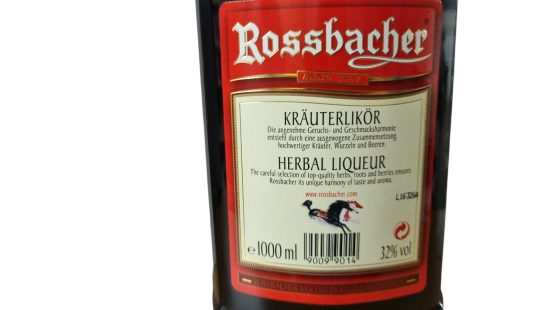 Rossbacher®
KRÄUTERLIKÖR
Die angenehme Geruchs- und Geschmacksharmonie
entsteht durch eine ausgewogene Zusammensetzung
hochwertiger Kräuter, Wurzeln und Beeren.
HERBAL LIQUEUR
The careful selection of top-quality herbs, roots and berries ensures
Rossbacher its unique harmony of taste and aroma.
www.rossbacher.com
e 1000 ml
90099014
32% vol